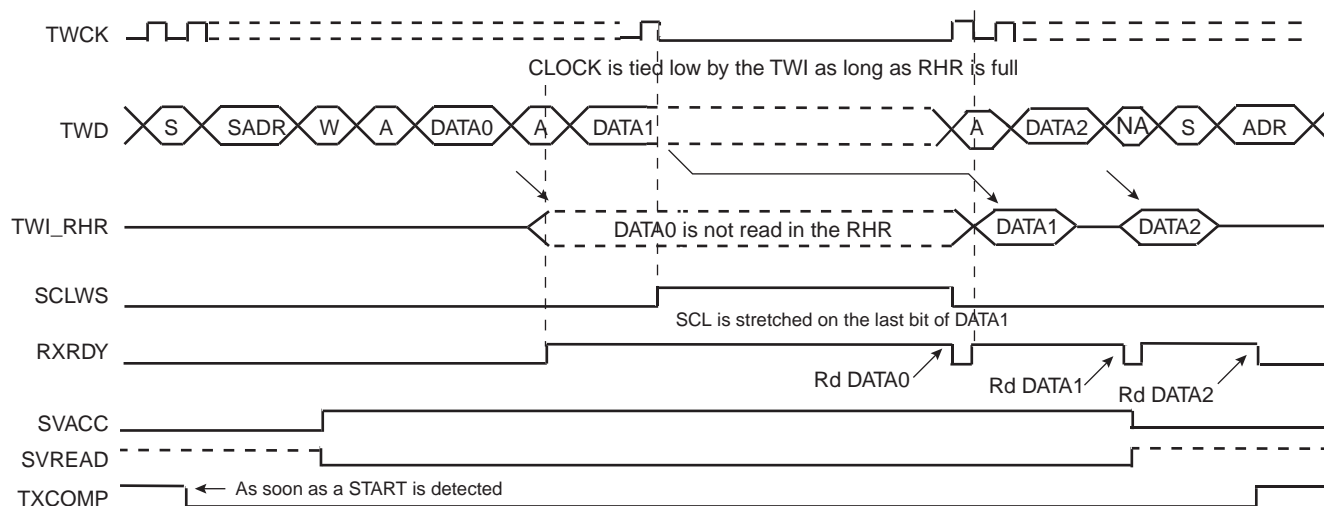 TWCK
CLOCK is tied low by the TWI as long as RHR is full
TWD S SADR W A DATA0 A DATA1 A DATA2 NA S ADR
TWI_RHR DATA0 is not read in the RHR DATA1 DATA2
SCLWS
SCL is stretched on the last bit of DATA1
RXRDY
Rd DATA0 Rd DATA1 Rd DATA2
SVACC
SVREAD
TXCOMP As soon as a START is detected